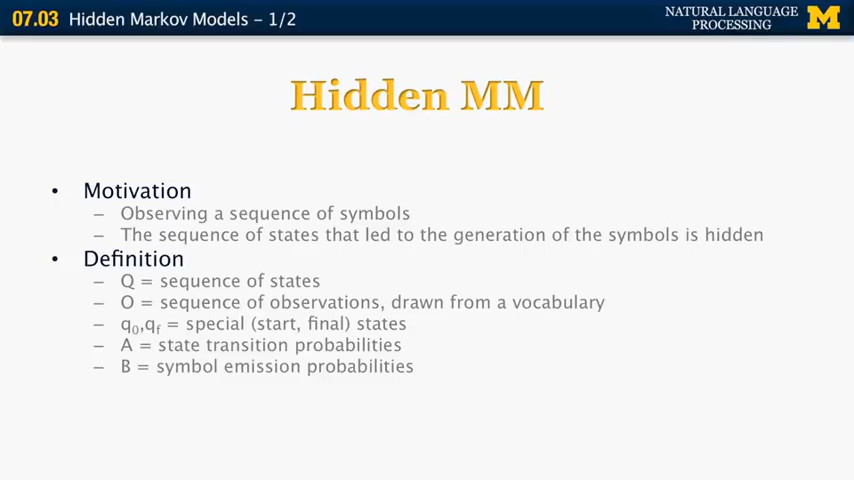 07.03 Hidden Markov Models – 1/2
NATURAL LANGUAGE
PROCESSING
M
Hidden MM
• Motivation
– Observing a sequence of symbols
– The sequence of states that led to the generation of the symbols is hidden
• Definition
– Q = sequence of states
– O = sequence of observations, drawn from a vocabulary
– q₀,qf = special (start, final) states
– A = state transition probabilities
– B = symbol emission probabilities